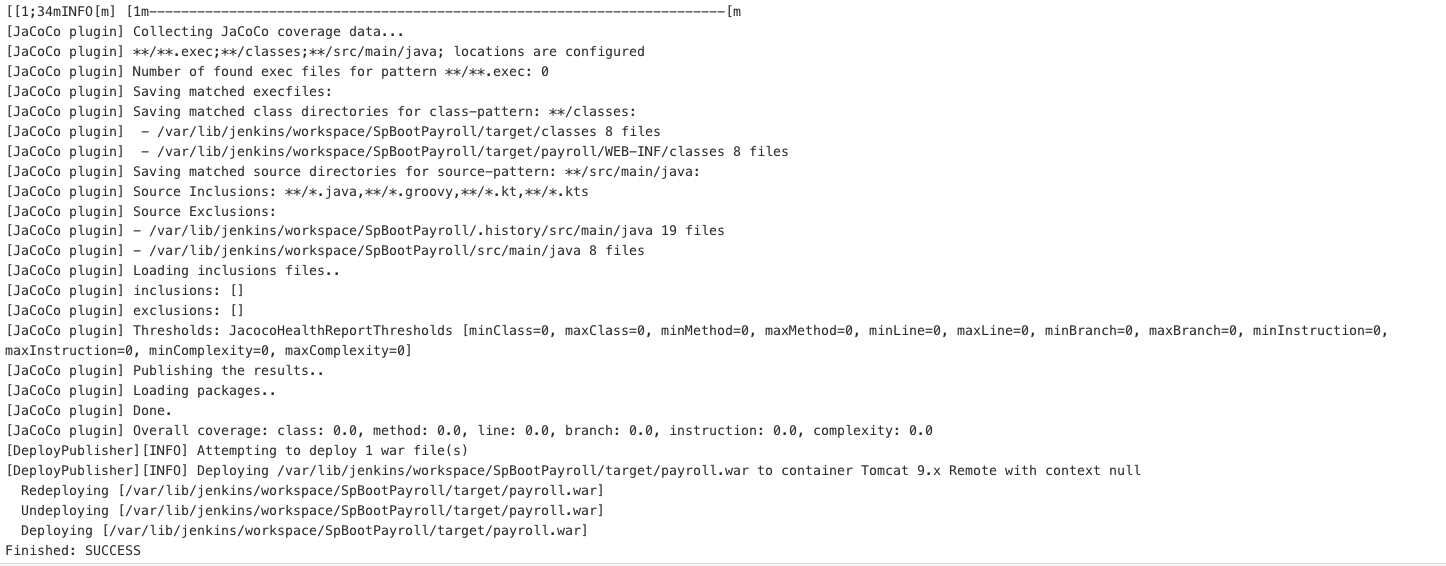 [[1;34mINFO[m] [1m------------------------------------------------------------------------[m
[JaCoCo plugin] Collecting JaCoCo coverage data...
[JaCoCo plugin] **/**.exec;**/classes;**/src/main/java; locations are configured
[JaCoCo plugin] Number of found exec files for pattern **/**.exec: 0
[JaCoCo plugin] Saving matched execfiles:
[JaCoCo plugin] Saving matched class directories for class-pattern: **/classes:
[JaCoCo plugin]  - /var/lib/jenkins/workspace/SpBootPayroll/target/classes 8 files
[JaCoCo plugin]  - /var/lib/jenkins/workspace/SpBootPayroll/target/payroll/WEB-INF/classes 8 files
[JaCoCo plugin] Saving matched source directories for source-pattern: **/src/main/java:
[JaCoCo plugin] Source Inclusions: **/*.java,**/*.groovy,**/*.kt,**/*.kts
[JaCoCo plugin] Source Exclusions:
[JaCoCo plugin] - /var/lib/jenkins/workspace/SpBootPayroll/.history/src/main/java 19 files
[JaCoCo plugin] - /var/lib/jenkins/workspace/SpBootPayroll/src/main/java 8 files
[JaCoCo plugin] Loading inclusions files..
[JaCoCo plugin] inclusions: []
[JaCoCo plugin] exclusions: []
[JaCoCo plugin] Thresholds: JacocoHealthReportThresholds [minClass=0, maxClass=0, minMethod=0, maxMethod=0, minLine=0, maxLine=0, minBranch=0, maxBranch=0, minInstruction=0,
maxInstruction=0, minComplexity=0, maxComplexity=0]
[JaCoCo plugin] Publishing the results..
[JaCoCo plugin] Loading packages..
[JaCoCo plugin] Done.
[JaCoCo plugin] Overall coverage: class: 0.0, method: 0.0, line: 0.0, branch: 0.0, instruction: 0.0, complexity: 0.0
[DeployPublisher][INFO] Attempting to deploy 1 war file(s)
[DeployPublisher][INFO] Deploying /var/lib/jenkins/workspace/SpBootPayroll/target/payroll.war to container Tomcat 9.x Remote with context null
  Redeploying [/var/lib/jenkins/workspace/SpBootPayroll/target/payroll.war]
  Undeploying [/var/lib/jenkins/workspace/SpBootPayroll/target/payroll.war]
  Deploying [/var/lib/jenkins/workspace/SpBootPayroll/target/payroll.war]
Finished: SUCCESS